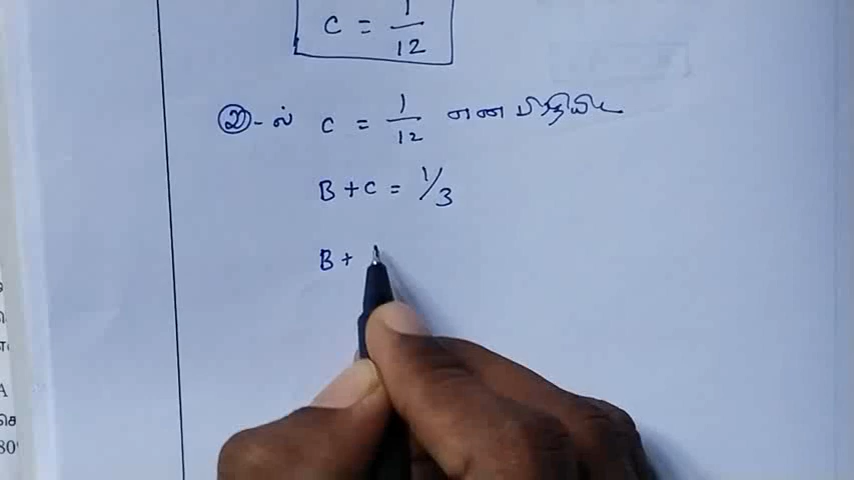 C = 1/12
②-ல் C = 1/12 என பிரதியிட
B + C = 1/3
B +